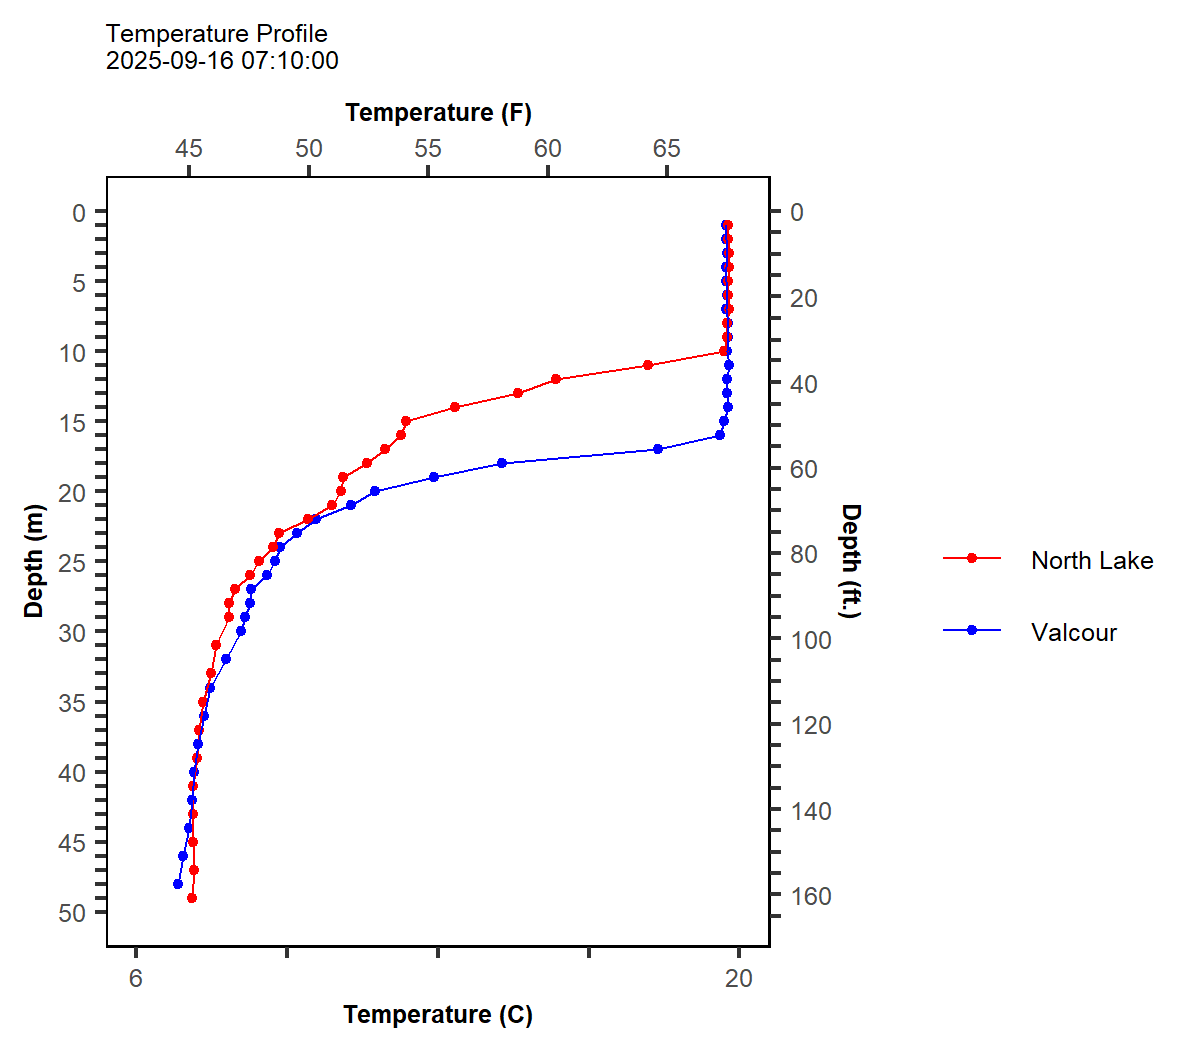 Temperature Profile
2025-09-16 07:10:00
Temperature (F)
45 50 55 60 65
0 0
5
20
10
40
15
60
20
80
25
30
100
35
120
40
140
45
160
50
Depth (m)
Depth (ft.)
North Lake
Valcour
6 20
Temperature (C)